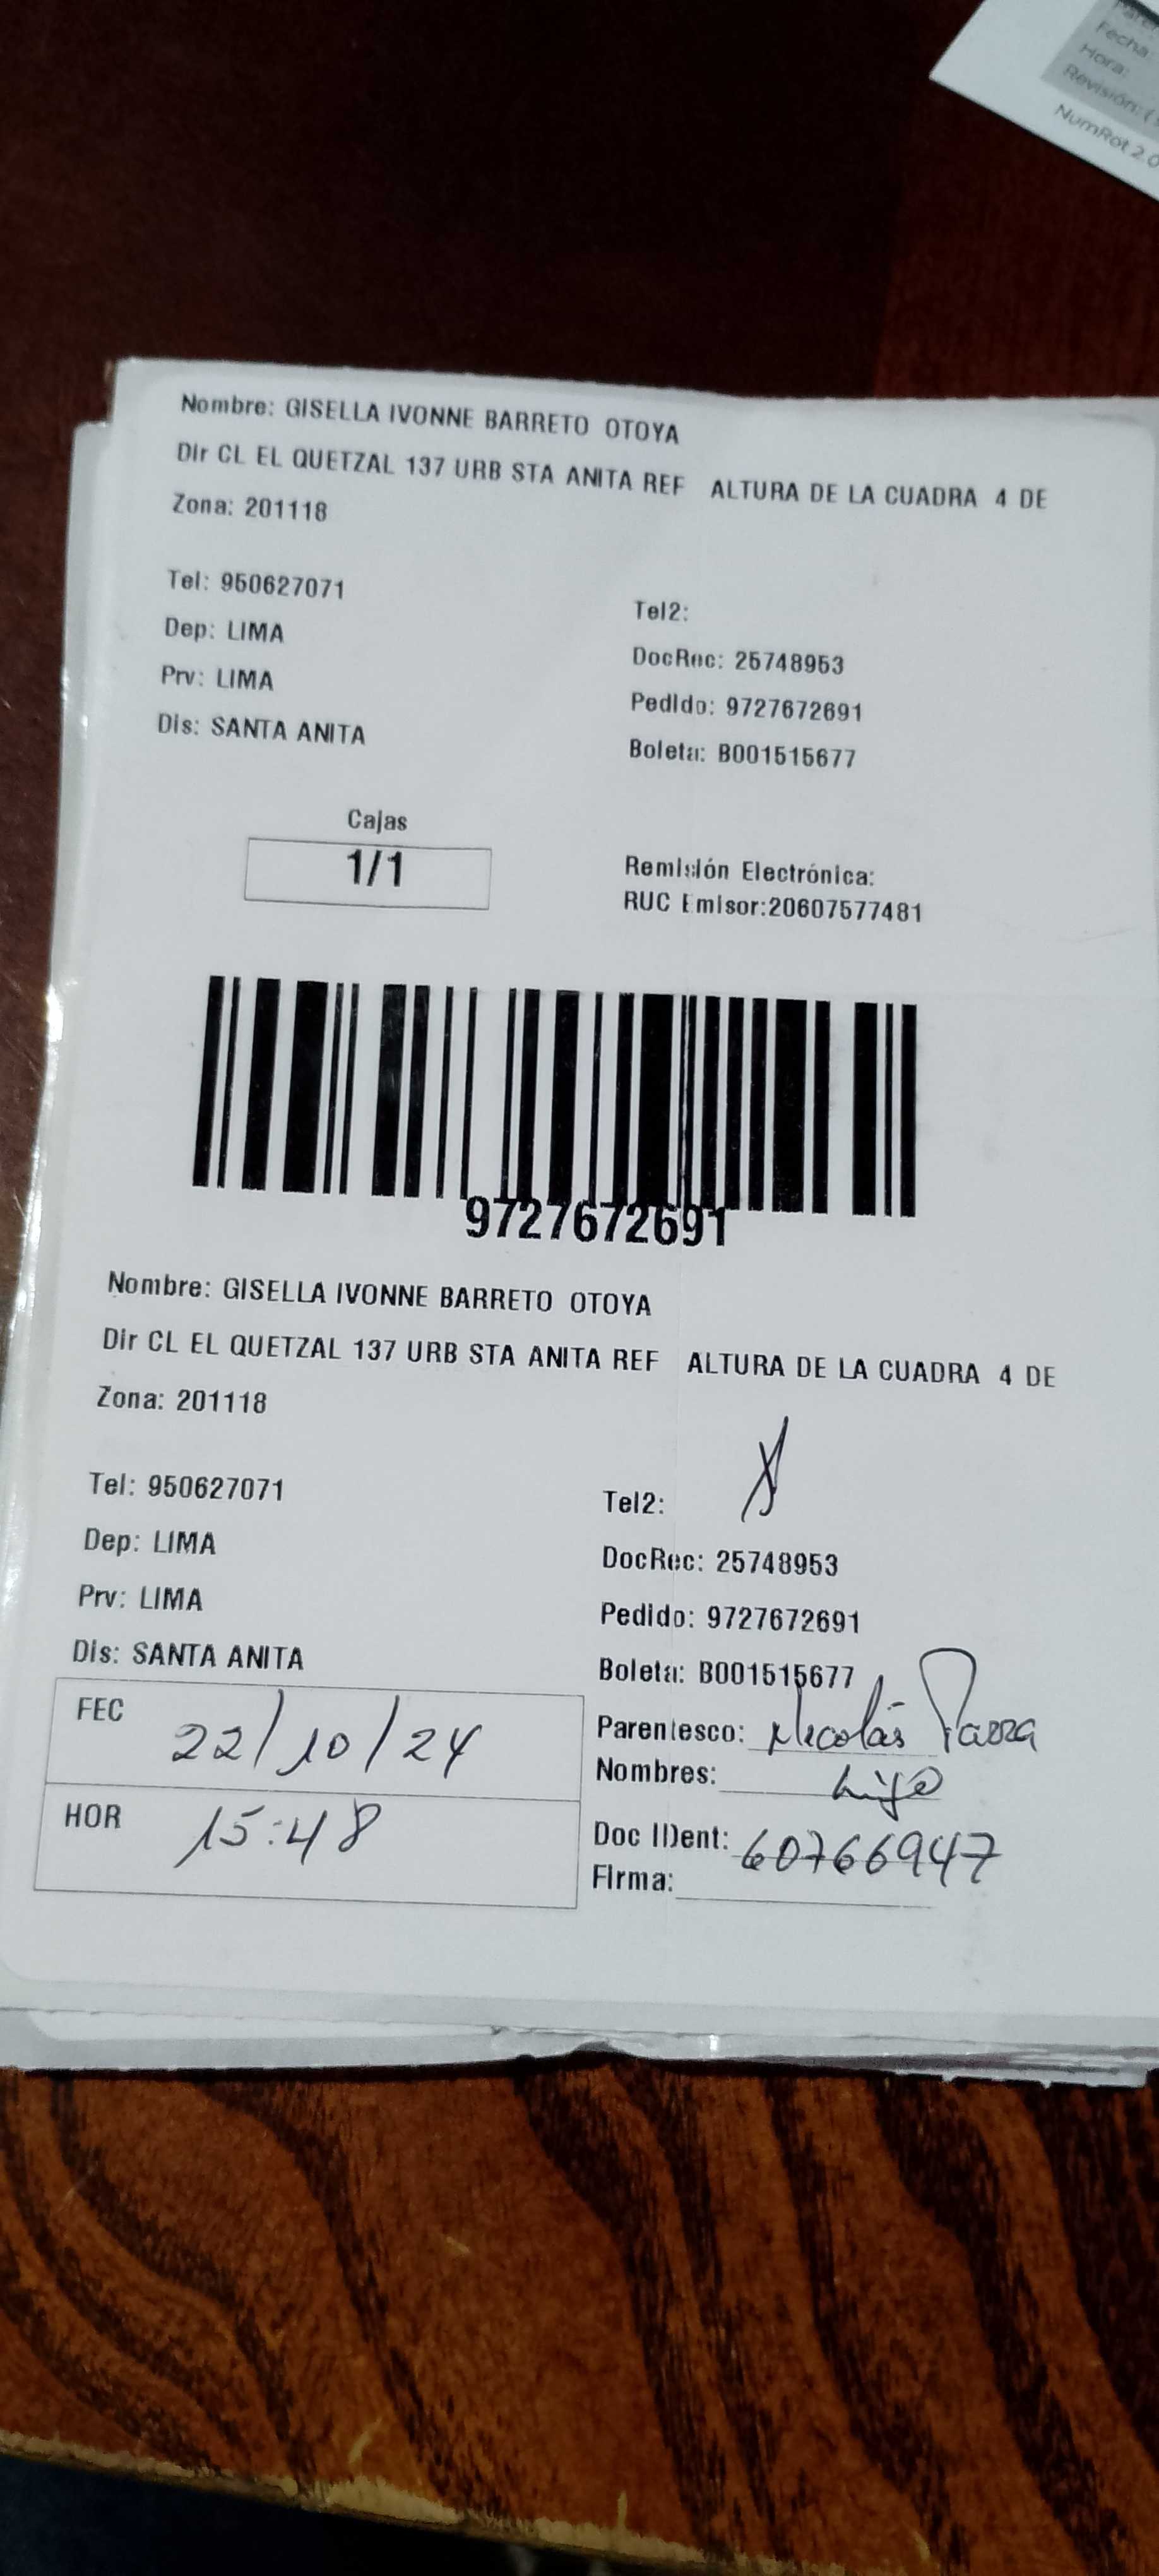 Fecha:
Hora:
Revisión: (
NumRot 2.0
Nombre: GISELLA IVONNE BARRETO OTOYA
Dir CL EL QUETZAL 137 URB STA ANITA REF ALTURA DE LA CUADRA 4 DE
Zona: 201118
Tel: 950627071
Tel2:
Dep: LIMA
DocRec: 25748953
Prv: LIMA
Pedido: 9727672691
Dis: SANTA ANITA
Boleta: B001515677
Cajas
1/1
Remisión Electrónica:
RUC Emisor:20607577481
9727672691
Nombre: GISELLA IVONNE BARRETO OTOYA
Dir CL EL QUETZAL 137 URB STA ANITA REF ALTURA DE LA CUADRA 4 DE
Zona: 201118
Tel: 950627071
Tel2:
Dep: LIMA
DocRec: 25748953
Prv: LIMA
Pedido: 9727672691
Dis: SANTA ANITA
Boleta: B001515677
FEC 22/10/24
Parentesco: Nicolás Parra
Nombres: hijo
HOR 15:48
Doc IDent: 60766947
Firma: